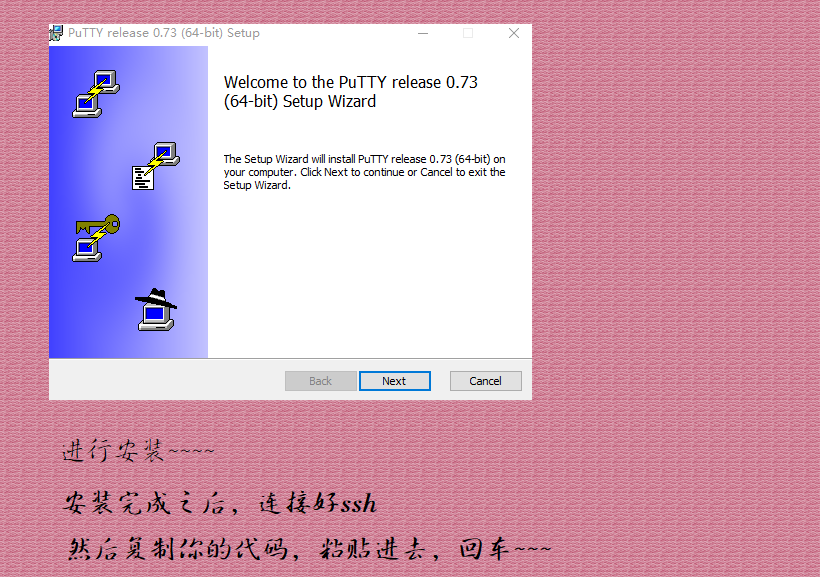 PuTTY release 0.73 (64-bit) Setup
Welcome to the PuTTY release 0.73
(64-bit) Setup Wizard
The Setup Wizard will install PuTTY release 0.73 (64-bit) on
your computer. Click Next to continue or Cancel to exit the
Setup Wizard.
Back Next Cancel
进行安装~~~~
安装完成之后，连接好ssh
然后复制你的代码，粘贴进去，回车~~~